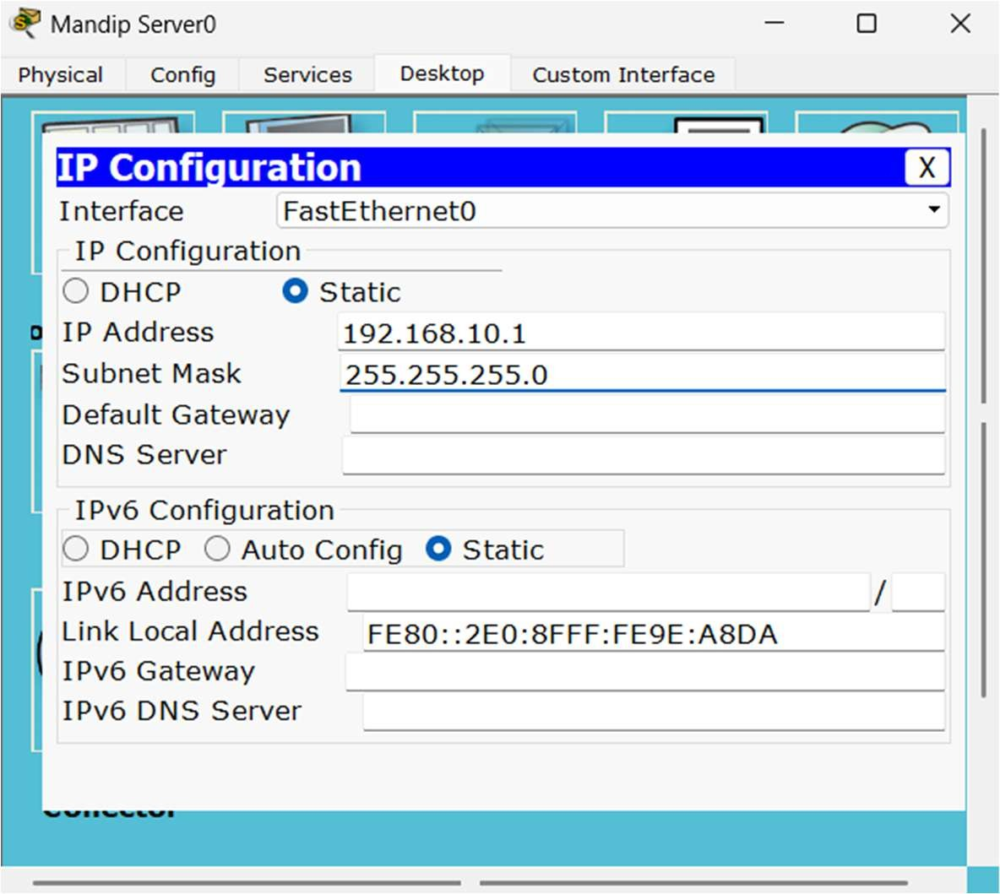 Mandip Server0
Physical Config Services Desktop Custom Interface
IP Configuration X
Interface FastEthernet0
IP Configuration
DHCP Static
IP Address 192.168.10.1
Subnet Mask 255.255.255.0
Default Gateway
DNS Server
IPv6 Configuration
DHCP Auto Config Static
IPv6 Address /
Link Local Address FE80::2E0:8FFF:FE9E:A8DA
IPv6 Gateway
IPv6 DNS Server
Collector